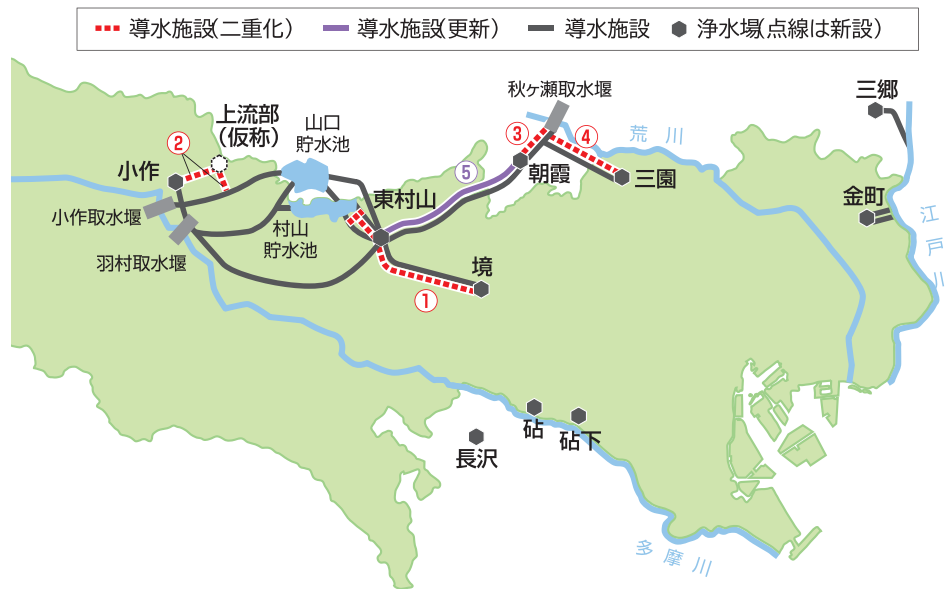 導水施設(二重化) 導水施設(更新) 導水施設 浄水場(点線は新設)
秋ヶ瀬取水堰
三郷
上流部
(仮称)
山口
貯水池
②
③
④
荒川
小作
⑤
朝霞
三園
東村山
金町
小作取水堰
村山
貯水池
江戸川
羽村取水堰
境
①
砧
砧下
長沢
多摩川